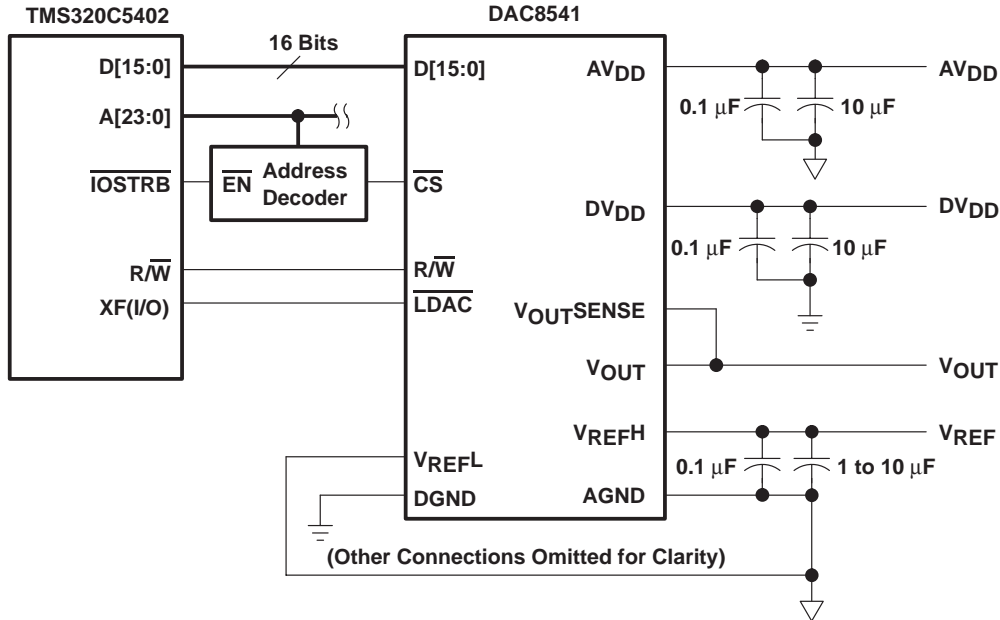 TMS320C5402
DAC8541
16 Bits
D[15:0]
D[15:0]
AVDD
AVDD
A[23:0]
0.1 μF
10 μF
IOSTRB
EN
Address
Decoder
CS
DVDD
DVDD
0.1 μF
10 μF
R/W
R/W
XF(I/O)
LDAC
VOUTSENSE
VOUT
VOUT
VREFH
VREF
VREFL
0.1 μF
1 to 10 μF
DGND
AGND
(Other Connections Omitted for Clarity)